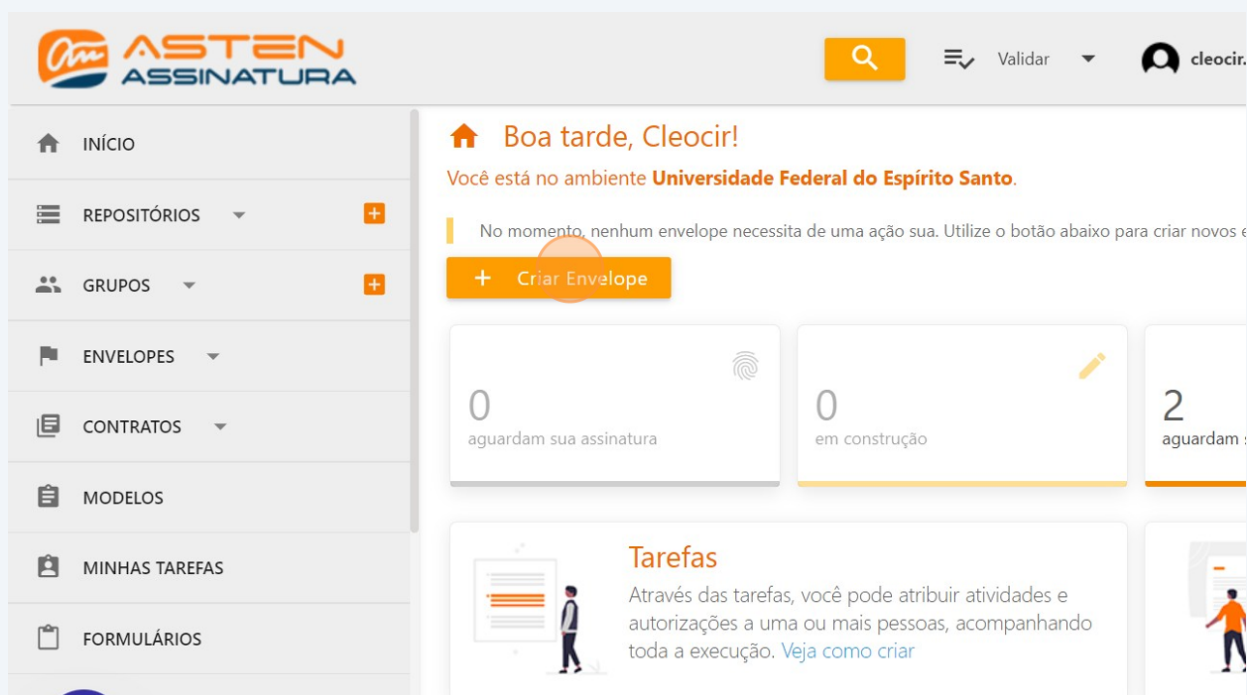 ASTEN
ASSINATURA
Validar
cleocir.
INÍCIO
REPOSITÓRIOS
GRUPOS
ENVELOPES
CONTRATOS
MODELOS
MINHAS TAREFAS
FORMULÁRIOS
Boa tarde, Cleocir!
Você está no ambiente Universidade Federal do Espírito Santo.
No momento, nenhum envelope necessita de uma ação sua. Utilize o botão abaixo para criar novos e
+ Criar Envelope
0
aguardam sua assinatura
0
em construção
2
aguardam
Tarefas
Através das tarefas, você pode atribuir atividades e
autorizações a uma ou mais pessoas, acompanhando
toda a execução. Veja como criar